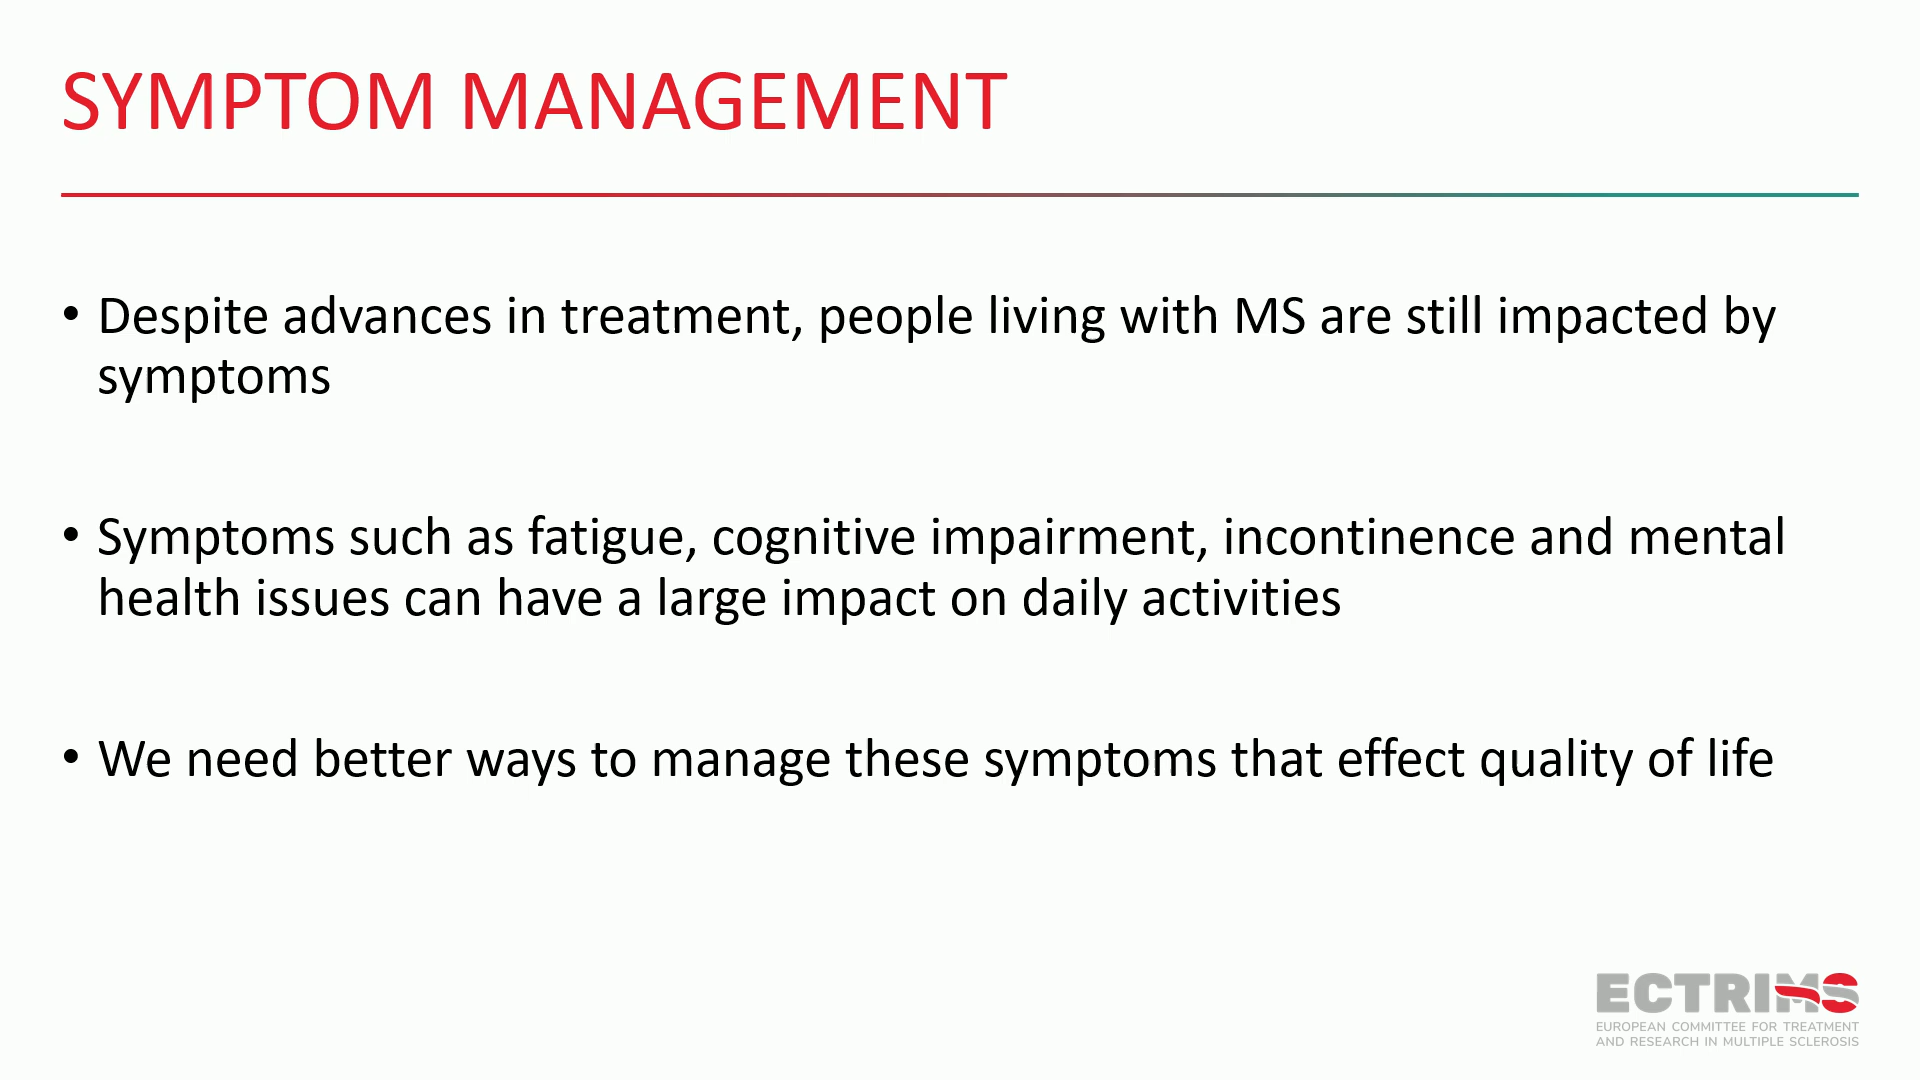 SYMPTOM MANAGEMENT
• Despite advances in treatment, people living with MS are still impacted by
symptoms
• Symptoms such as fatigue, cognitive impairment, incontinence and mental
health issues can have a large impact on daily activities
• We need better ways to manage these symptoms that effect quality of life
ECTRIMS
EUROPEAN COMMITTEE FOR TREATMENT
AND RESEARCH IN MULTIPLE SCLEROSIS